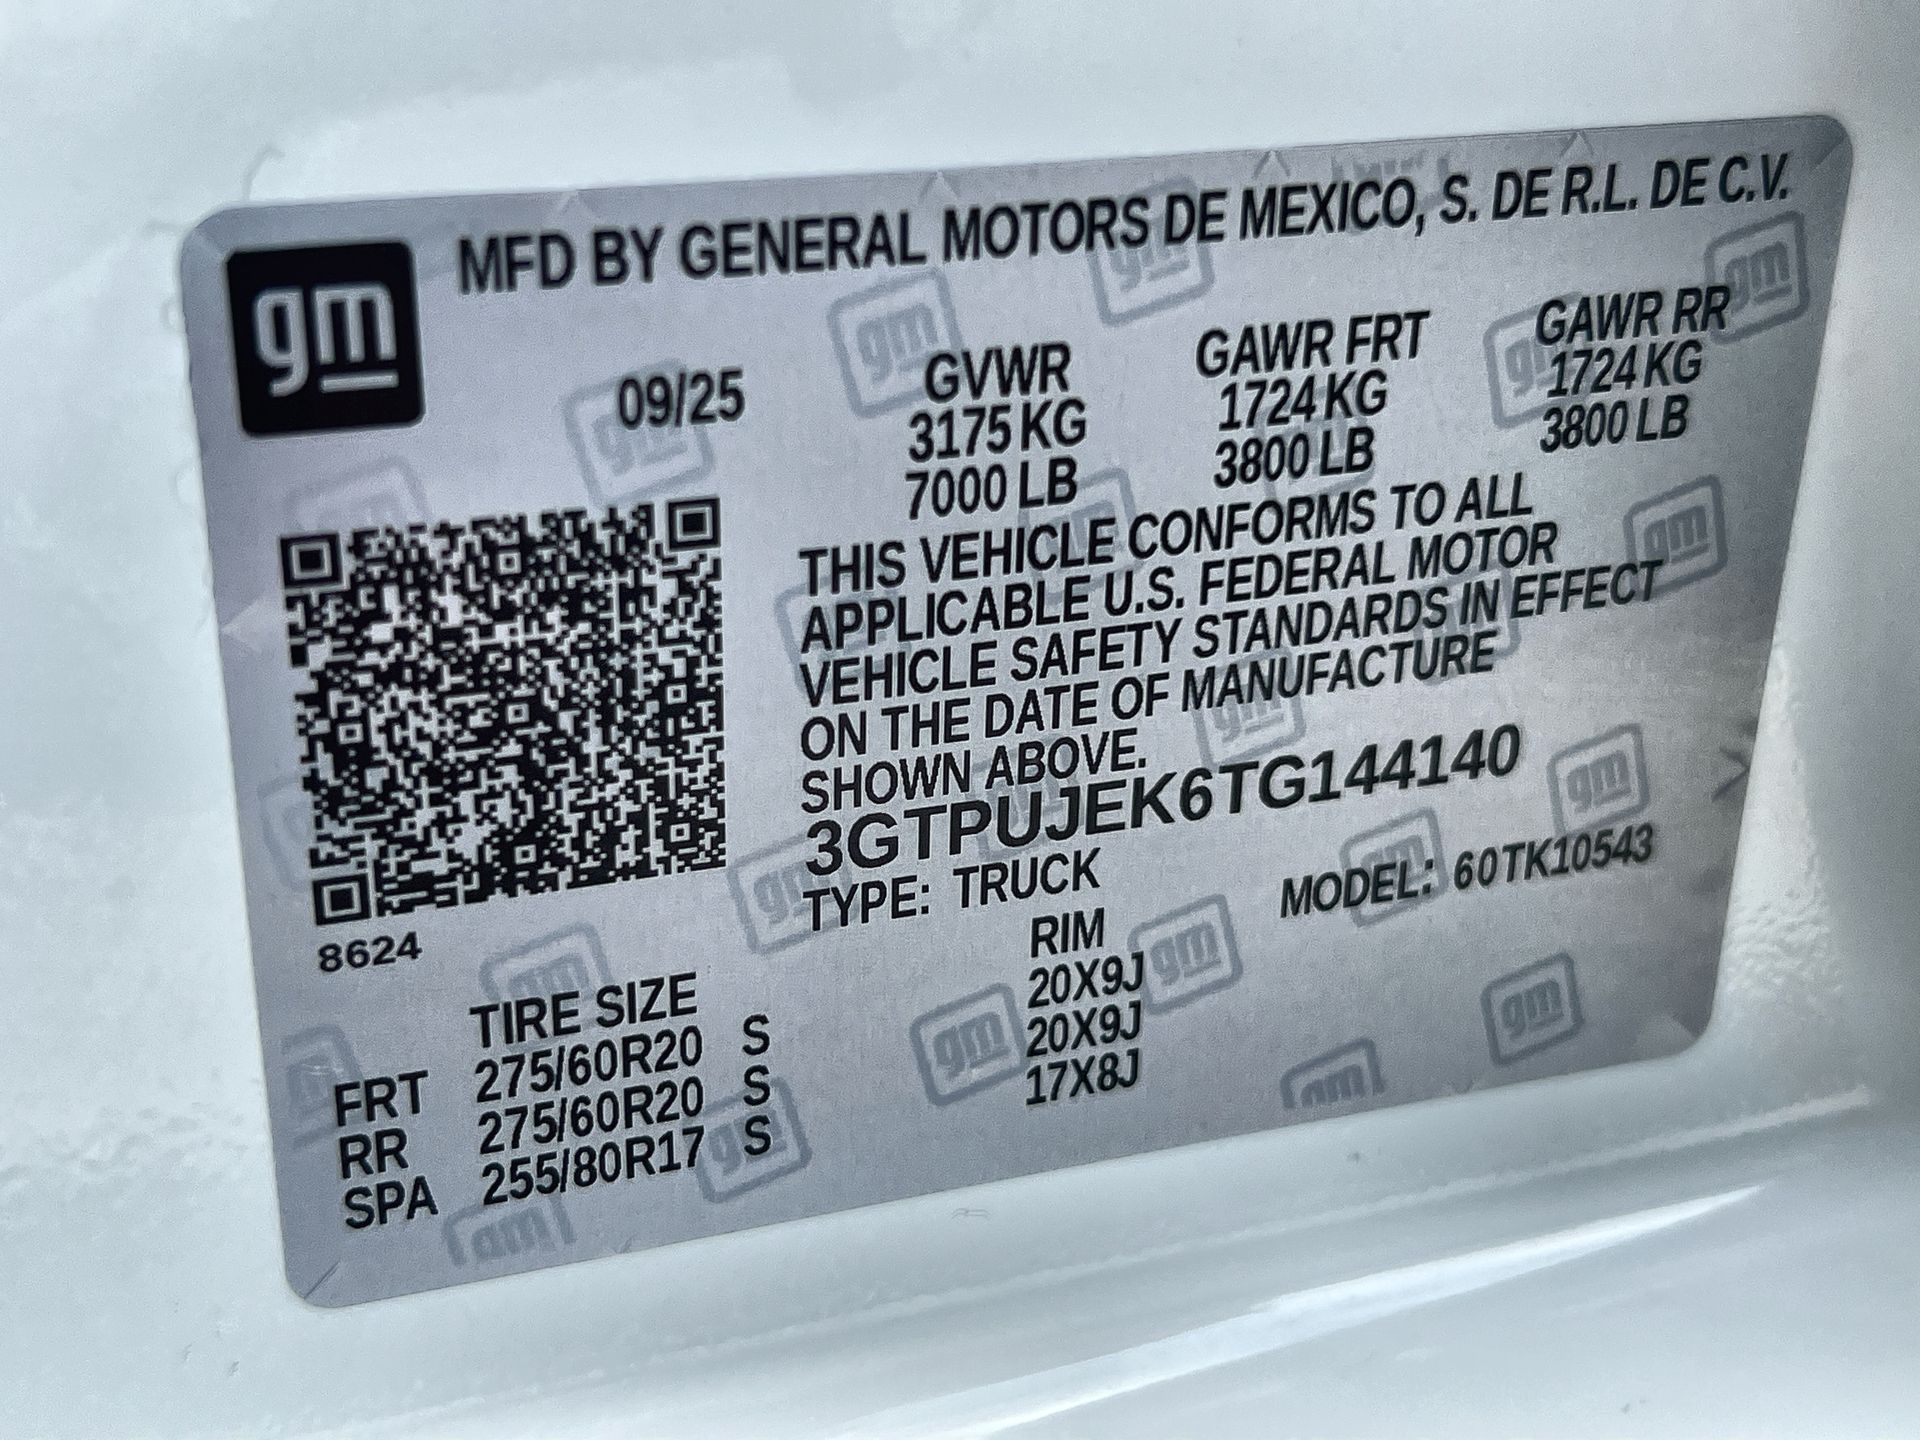 gm
MFD BY GENERAL MOTORS DE MEXICO, S. DE R.L. DE C.V.
09/25
GVWR
3175 KG
7000 LB
GAWR FRT
1724 KG
3800 LB
GAWR RR
1724 KG
3800 LB
THIS VEHICLE CONFORMS TO ALL
APPLICABLE U.S. FEDERAL MOTOR
VEHICLE SAFETY STANDARDS IN EFFECT
ON THE DATE OF MANUFACTURE
SHOWN ABOVE.
3GTPUJEK6TG144140
TYPE: TRUCK MODEL: 60TK10543
8624
TIRE SIZE RIM
FRT 275/60R20 S 20X9J
RR 275/60R20 S 20X9J
SPA 255/80R17 S 17X8J